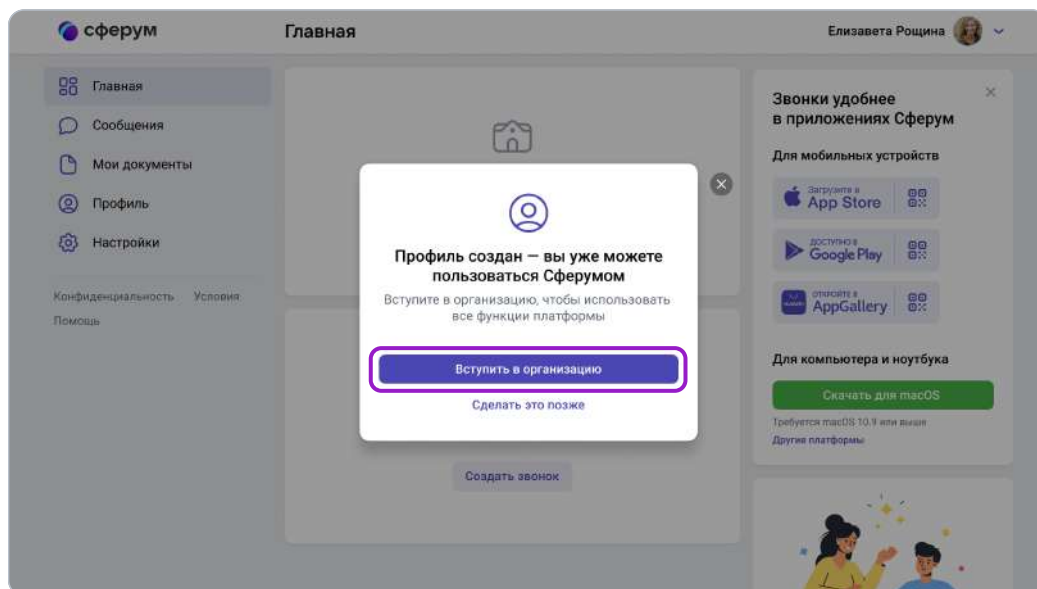 сферум
Главная
Елизавета Рощина
Главная
Сообщения
Мои документы
Профиль
Настройки
Конфиденциальность Условия
Помощь
Профиль создан — вы уже можете
пользоваться Сферумом
Вступите в организацию, чтобы использовать
все функции платформы
Вступить в организацию
Сделать это позже
Создать звонок
Звонки удобнее
в приложениях Сферум
Для мобильных устройств
Загрузите в
App Store
ДОСТУПНО В
Google Play
ОТКРОЙТЕ В
AppGallery
Для компьютера и ноутбука
Скачать для macOS
Требуется macOS 10.9 или выше
Другие платформы